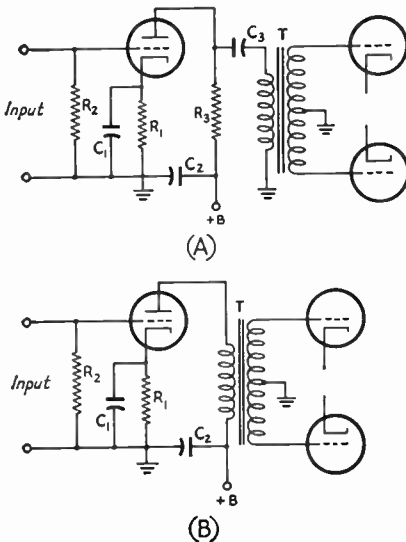 C3
T
Input
R2
R1
R3
C1
C2
+B
(A)
T
Input
R2
R1
C1
C2
+B
(B)